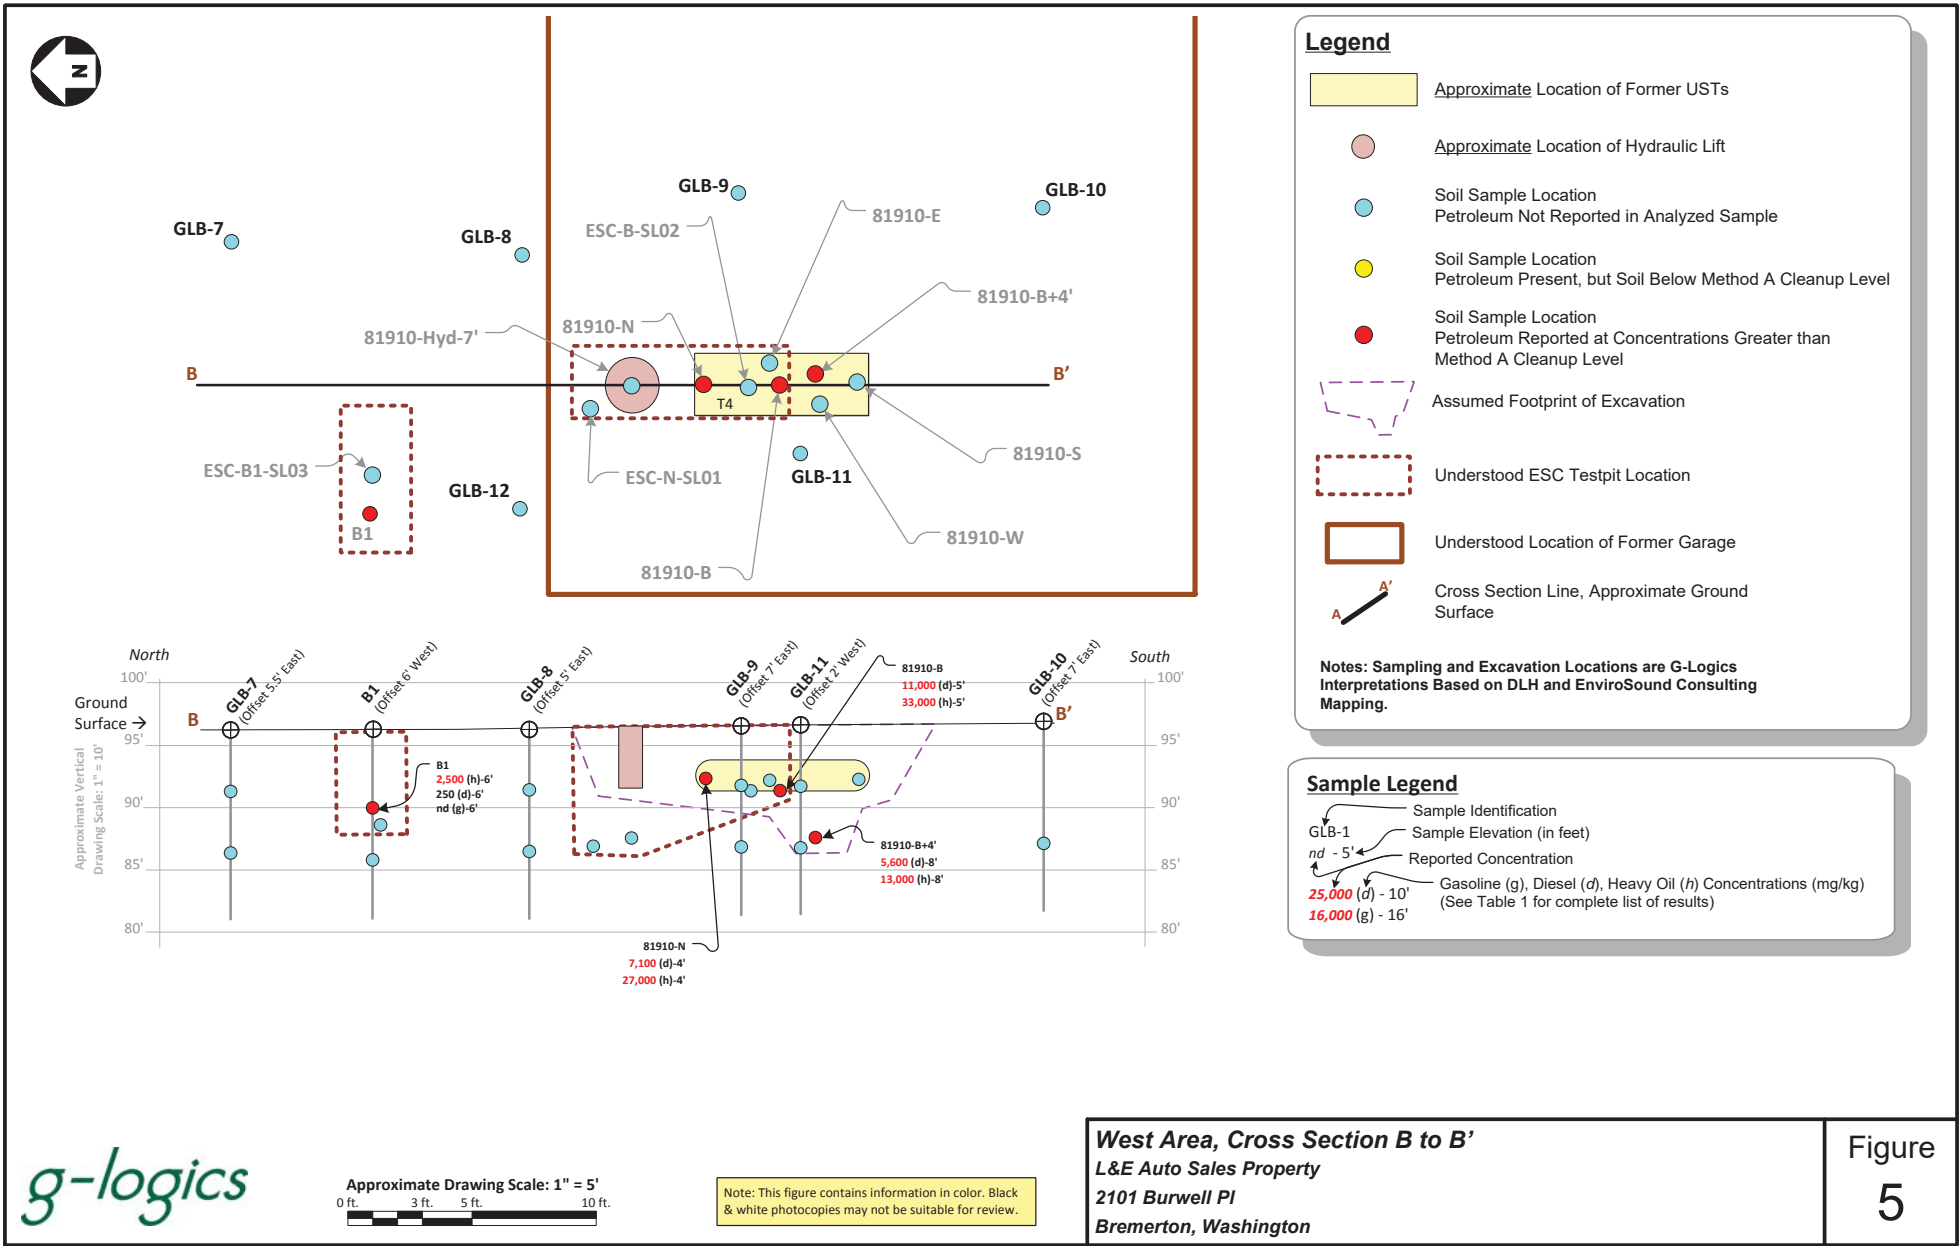 N
GLB-7
GLB-8
GLB-9
GLB-10
ESC-B-SL02
81910-E
81910-B+4'
81910-N
81910-Hyd-7'
B
B'
T4
ESC-B1-SL03
B1
GLB-12
ESC-N-SL01
GLB-11
81910-S
81910-W
81910-B
North
South
100'
100'
Ground
Surface →
B
B'
95'
95'
90'
90'
85'
85'
80'
80'
Approximate Vertical
Drawing Scale: 1" = 10'
GLB-7
(Offset 5.5' East)
B1
(Offset 6' West)
GLB-8
(Offset 5' East)
GLB-9
(Offset 7' East)
GLB-11
(Offset 2' West)
GLB-10
(Offset 7' East)
81910-B
11,000 (d)-5'
33,000 (h)-5'
B1
2,500 (h)-6'
250 (d)-6'
nd (g)-6'
81910-B+4'
5,600 (d)-8'
13,000 (h)-8'
81910-N
7,100 (d)-4'
27,000 (h)-4'
Legend
Approximate Location of Former USTs
Approximate Location of Hydraulic Lift
Soil Sample Location
Petroleum Not Reported in Analyzed Sample
Soil Sample Location
Petroleum Present, but Soil Below Method A Cleanup Level
Soil Sample Location
Petroleum Reported at Concentrations Greater than
Method A Cleanup Level
Assumed Footprint of Excavation
Understood ESC Testpit Location
Understood Location of Former Garage
A
A'
Cross Section Line, Approximate Ground
Surface
Notes: Sampling and Excavation Locations are G-Logics
Interpretations Based on DLH and EnviroSound Consulting
Mapping.
Sample Legend
Sample Identification
GLB-1
Sample Elevation (in feet)
nd - 5'
Reported Concentration
25,000 (d) - 10'
16,000 (g) - 16'
Gasoline (g), Diesel (d), Heavy Oil (h) Concentrations (mg/kg)
(See Table 1 for complete list of results)
g-logics
Approximate Drawing Scale: 1" = 5'
0 ft. 3 ft. 5 ft. 10 ft.
Note: This figure contains information in color. Black
& white photocopies may not be suitable for review.
West Area, Cross Section B to B’
L&E Auto Sales Property
2101 Burwell Pl
Bremerton, Washington
Figure
5